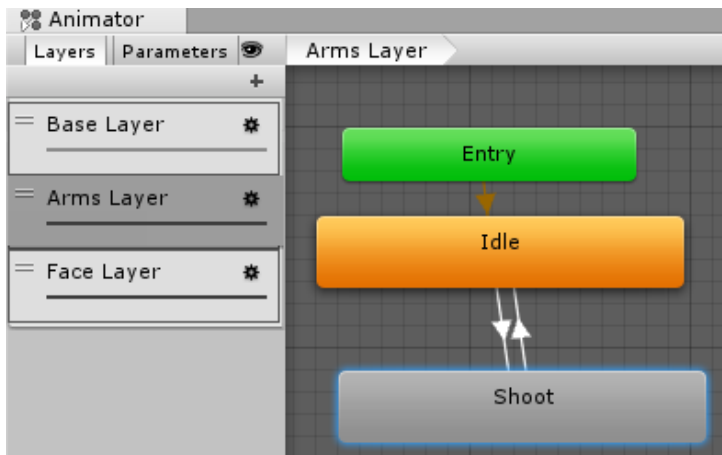 Animator
Layers Parameters
Arms Layer
Base Layer
Arms Layer
Face Layer
Entry
Idle
Shoot